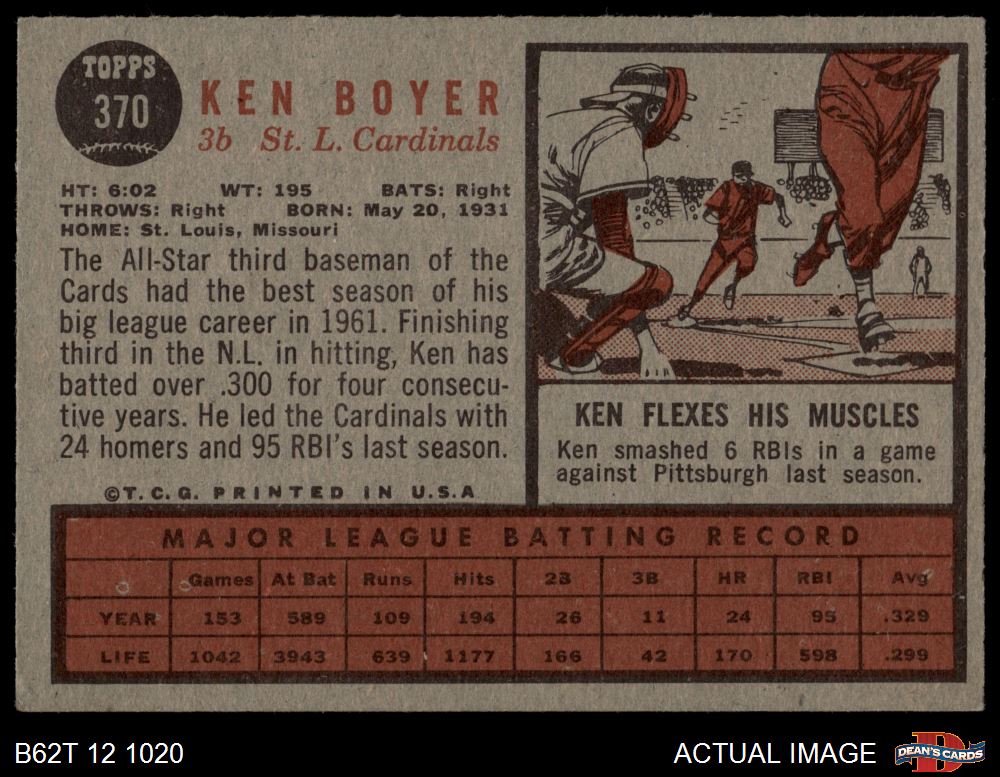 TOPPS
370
KEN BOYER
3b St. L. Cardinals
HT: 6:02 WT: 195 BATS: Right
THROWS: Right BORN: May 20, 1931
HOME: St. Louis, Missouri
The All-Star third baseman of the
Cards had the best season of his
big league career in 1961. Finishing
third in the N.L. in hitting, Ken has
batted over .300 for four consecu-
tive years. He led the Cardinals with
24 homers and 95 RBI's last season.
©T.C.G. PRINTED IN U.S.A
KEN FLEXES HIS MUSCLES
Ken smashed 6 RBIs in a game
against Pittsburgh last season.
MAJOR LEAGUE BATTING RECORD
Games At Bat Runs Hits 2B 3B HR RBI Avg
YEAR 153 589 109 194 26 11 24 95 .329
LIFE 1042 3943 639 1177 166 42 170 598 .299
B62T 12 1020
ACTUAL IMAGE
DEAN'S CARDS